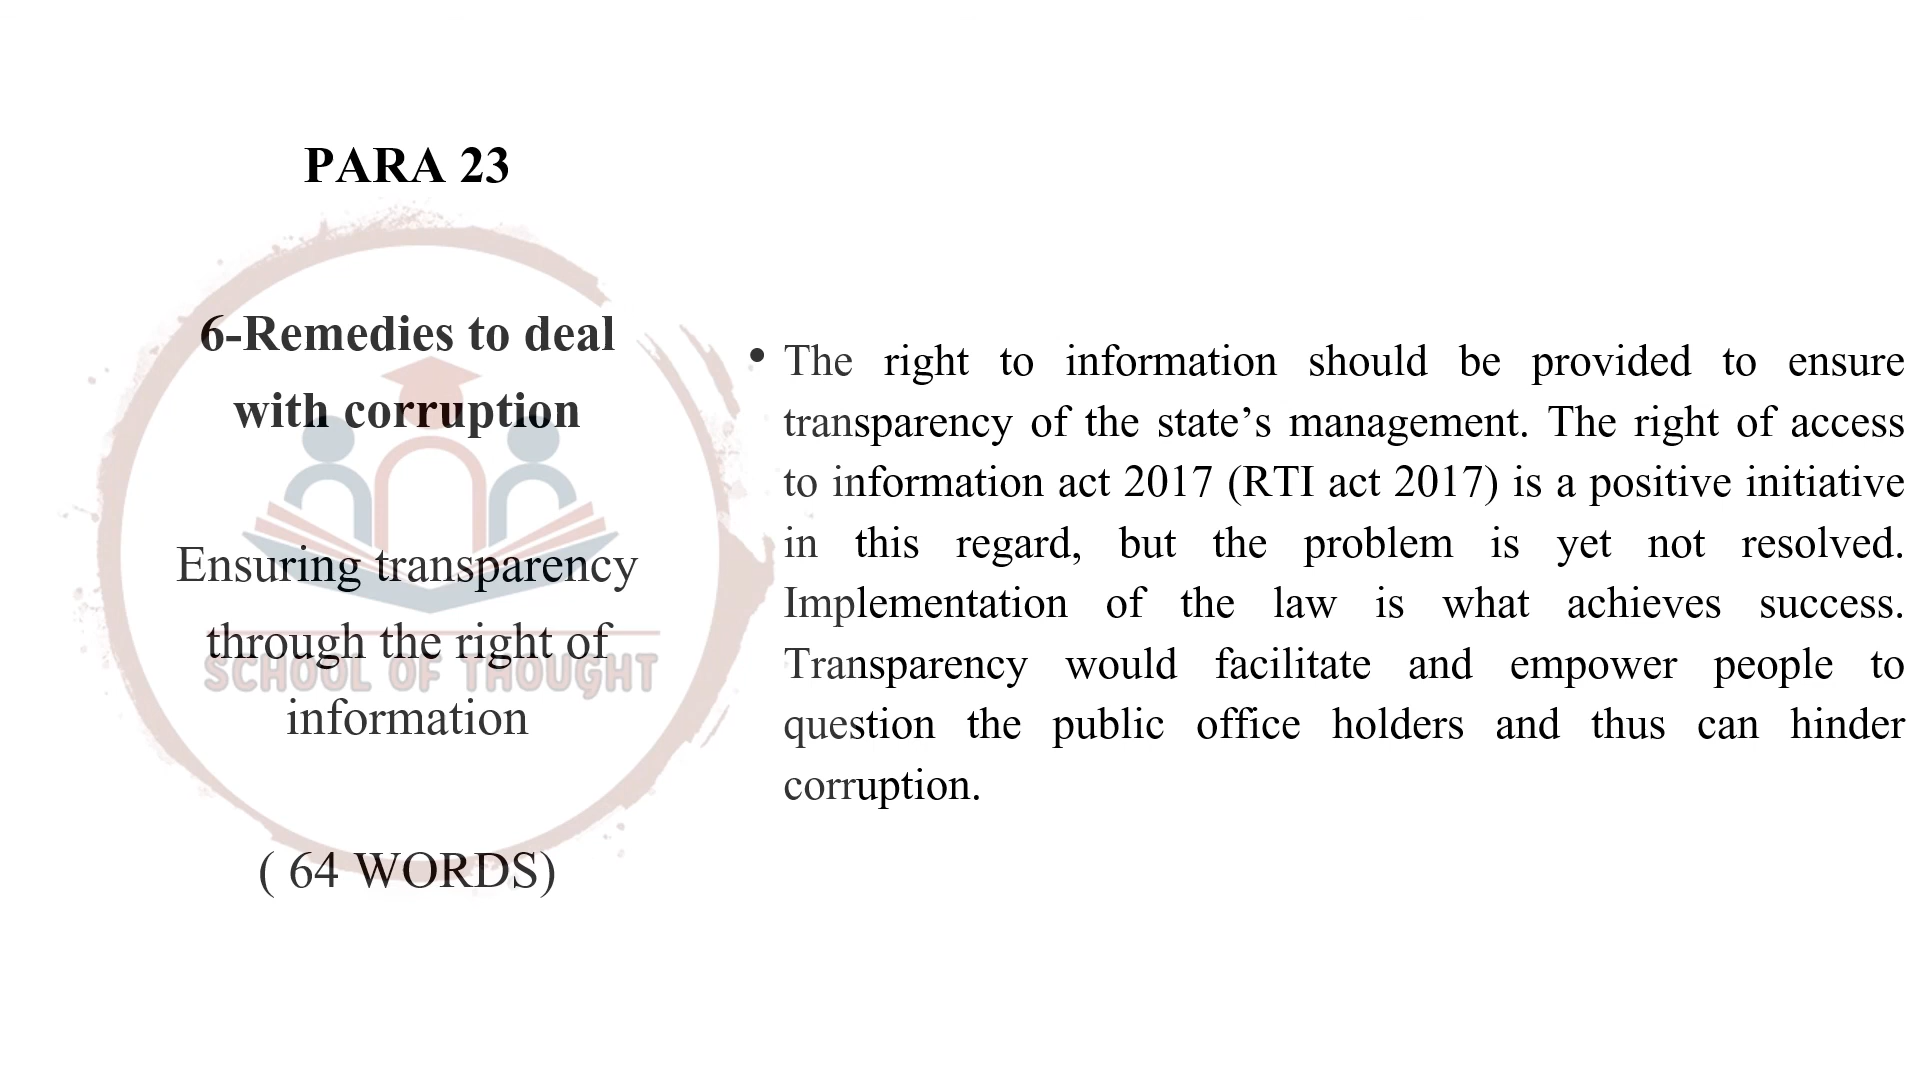 PARA 23
6-Remedies to deal
with corruption
Ensuring transparency
through the right of
information
SCHOOL OF THOUGHT
( 64 WORDS)
• The right to information should be provided to ensure
transparency of the state’s management. The right of access
to information act 2017 (RTI act 2017) is a positive initiative
in this regard, but the problem is yet not resolved.
Implementation of the law is what achieves success.
Transparency would facilitate and empower people to
question the public office holders and thus can hinder
corruption.